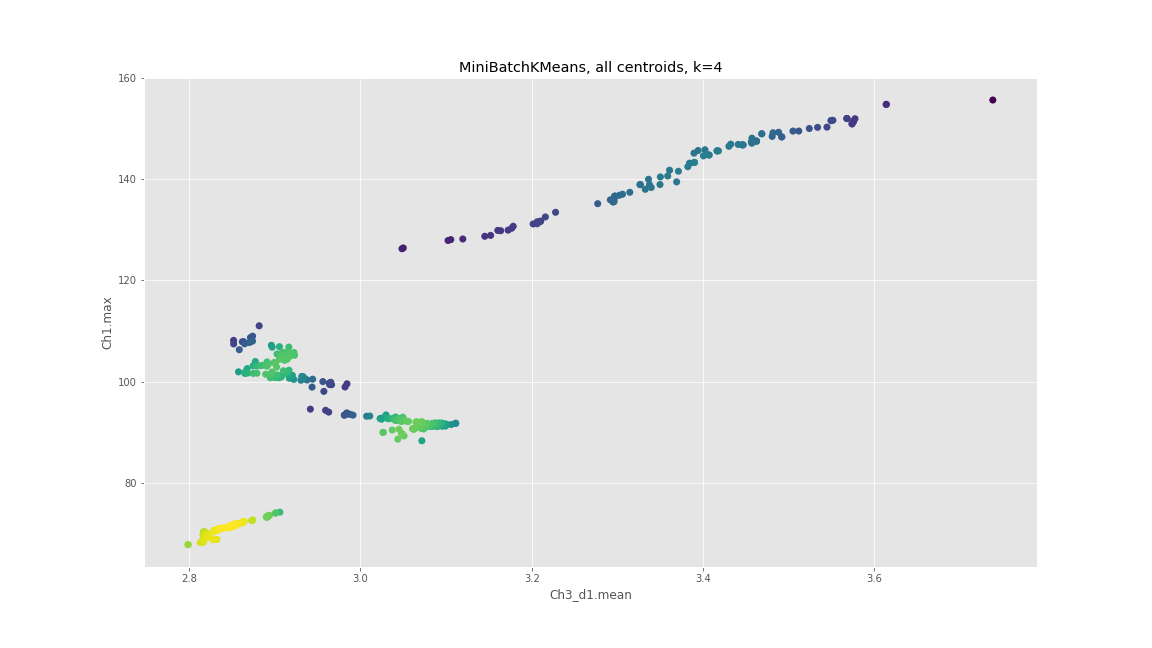 MiniBatchKMeans, all centroids, k=4
160
140
120
100
80
Ch1.max
2.8 3.0 3.2 3.4 3.6
Ch3_d1.mean